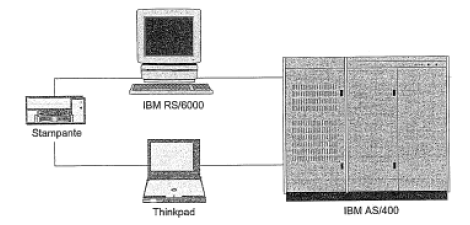 IBM RS/6000
Stampante
Thinkpad
IBM AS/400